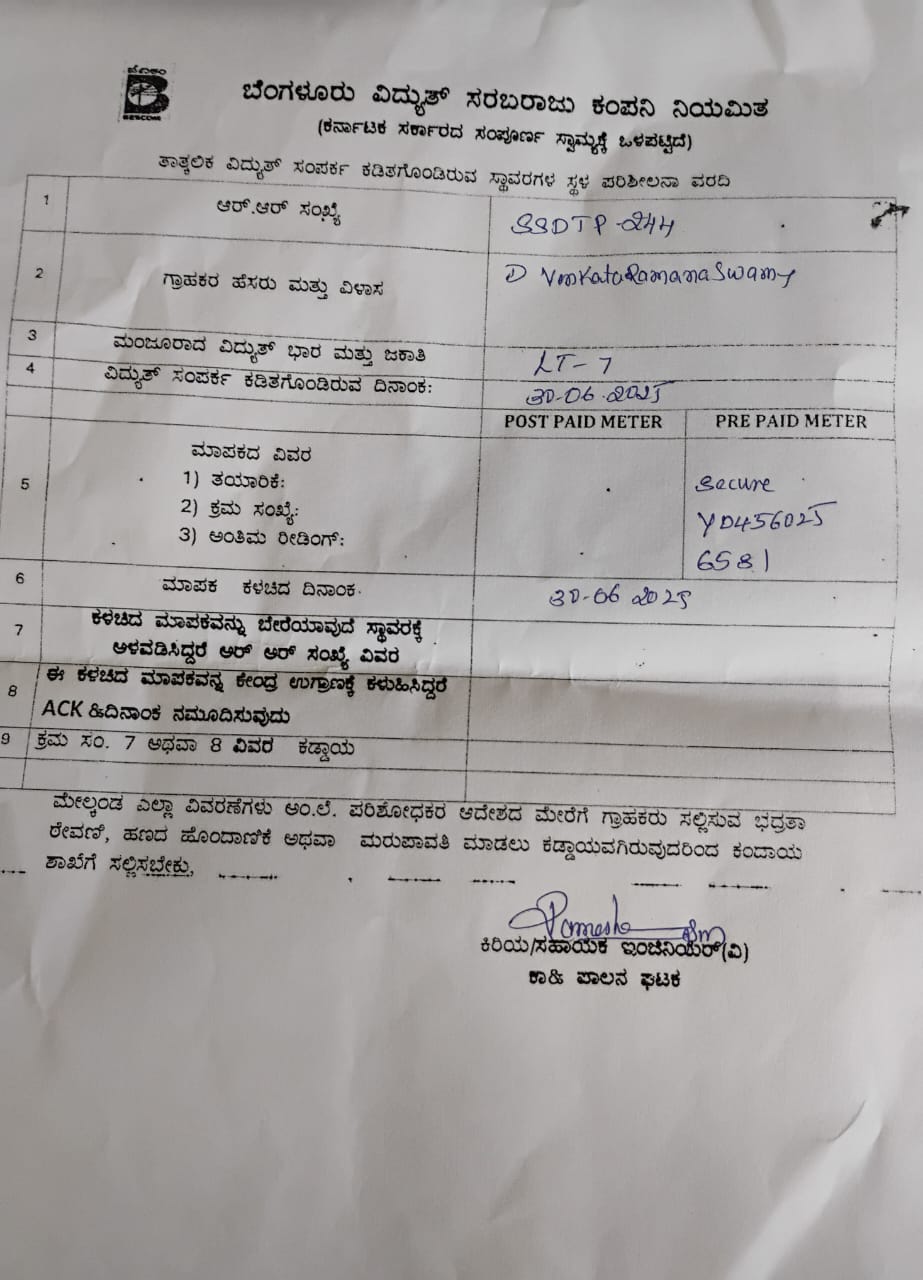 ಬೆವಿಕಂ
BESCOM
ಬೆಂಗಳೂರು ವಿದ್ಯುತ್ ಸರಬರಾಜು ಕಂಪನಿ ನಿಯಮಿತ
(ಕರ್ನಾಟಕ ಸರ್ಕಾರದ ಸಂಪೂರ್ಣ ಸ್ವಾಮ್ಯಕ್ಕೆ ಒಳಪಟ್ಟಿದೆ)
ತಾತ್ಕಲಿಕ ವಿದ್ಯುತ್ ಸಂಪರ್ಕ ಕಡಿತಗೊಂಡಿರುವ ಸ್ಥಾವರಗಳ ಸ್ಥಳ ಪರಿಶೀಲನಾ ವರದಿ
1 ಆರ್.ಆರ್ ಸಂಖ್ಯೆ SSDTP-244
2 ಗ್ರಾಹಕರ ಹೆಸರು ಮತ್ತು ವಿಳಾಸ D VenkataRamanaSwamy
3 ಮಂಜೂರಾದ ವಿದ್ಯುತ್ ಭಾರ ಮತ್ತು ಜಕಾತಿ LT-7
4 ವಿದ್ಯುತ್ ಸಂಪರ್ಕ ಕಡಿತಗೊಂಡಿರುವ ದಿನಾಂಕ: 30-06-2025
POST PAID METER PRE PAID METER
5 ಮಾಪಕದ ವಿವರ
1) ತಯಾರಿಕೆ: Secure
2) ಕ್ರಮ ಸಂಖ್ಯೆ: YD456025
3) ಅಂತಿಮ ರೀಡಿಂಗ್: 6581
6 ಮಾಪಕ ಕಳಚಿದ ದಿನಾಂಕ 30-06 2025
7 ಕಳಚಿದ ಮಾಪಕವನ್ನು ಬೇರೆಯಾವುದೆ ಸ್ಥಾವರಕ್ಕೆ
ಅಳವಡಿಸಿದ್ದರೆ ಆರ್ ಆರ್ ಸಂಖ್ಯೆ ವಿವರ
8 ಈ ಕಳಚಿದ ಮಾಪಕವನ್ನ ಕೇಂದ್ರ ಉಗ್ರಾಣಕ್ಕೆ ಕಳುಹಿಸಿದ್ದರೆ
ACK &ದಿನಾಂಕ ನಮೂದಿಸುವುದು
9 ಕ್ರಮ ಸಂ. 7 ಅಥವಾ 8 ವಿವರ ಕಡ್ಡಾಯ
ಮೇಲ್ಕಂಡ ಎಲ್ಲಾ ವಿವರಣೆಗಳು ಅಂ.ಲೆ. ಪರಿಶೋಧಕರ ಆದೇಶದ ಮೇರೆಗೆ ಗ್ರಾಹಕರು ಸಲ್ಲಿಸುವ ಭದ್ರತಾ
ಠೇವಣಿ, ಹಣದ ಹೊಂದಾಣಿಕೆ ಅಥವಾ ಮರುಪಾವತಿ ಮಾಡಲು ಕಡ್ಡಾಯವಗಿರುವುದರಿಂದ ಕಂದಾಯ
ಶಾಖೆಗೆ ಸಲ್ಲಿಸಬೇಕು,
ಕಿರಿಯ/ಸಹಾಯಕ ಇಂಜಿನಿಯರ್(ವಿ)
ಕಾ&ಪಾಲನ ಘಟಕ